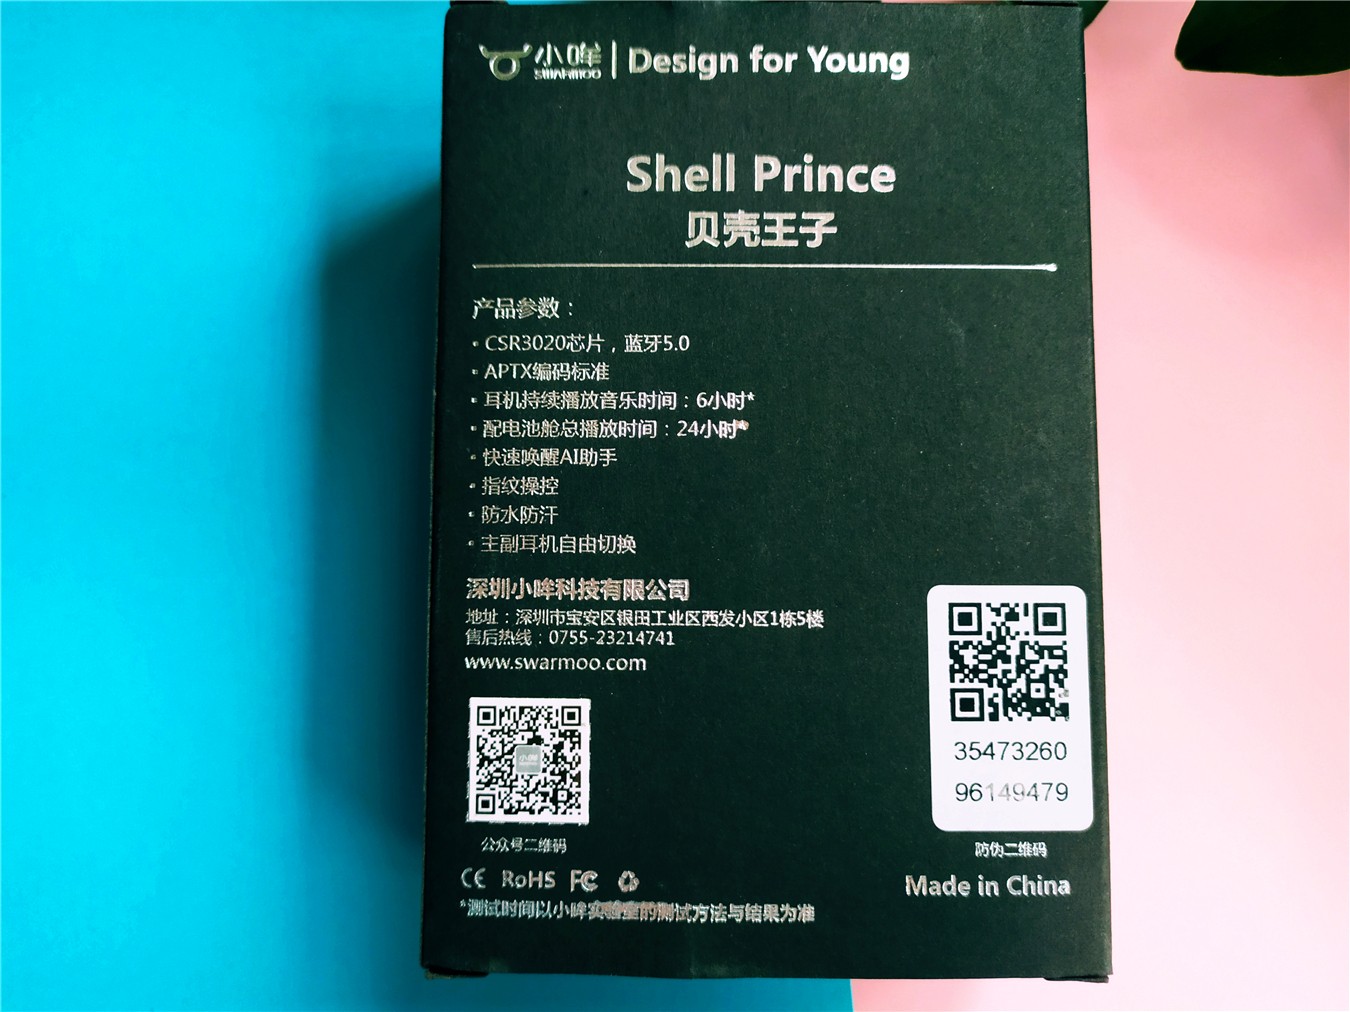 小哞 SWARMOO | Design for Young
Shell Prince
贝壳王子
产品参数：
· CSR3020芯片，蓝牙5.0
· APTX编码标准
· 耳机持续播放音乐时间：6小时*
· 配电池舱总播放时间：24小时*
· 快速唤醒AI助手
· 指纹操控
· 防水防汗
· 主副耳机自由切换
深圳小哞科技有限公司
地址：深圳市宝安区银田工业区西发小区1栋5楼
售后热线：0755-23214741
www.swarmoo.com
小哞
公众号二维码
35473260
96149479
防伪二维码
CE RoHS FC
Made in China
*测试时间以小哞实验室的测试方法与结果为准